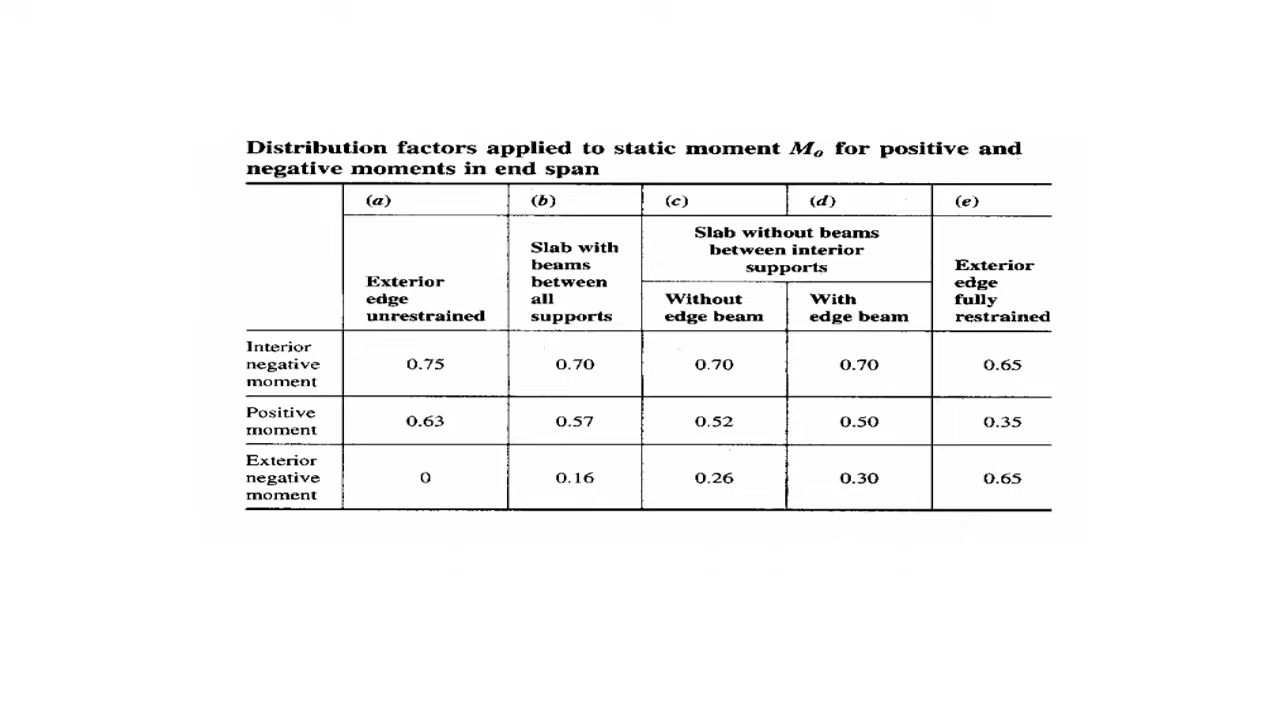 Distribution factors applied to static moment Mo for positive and
negative moments in end span
(a) (b) (c) (d) (e)
Exterior
edge
unrestrained
Slab with
beams
between
all
supports
Slab without beams
between interior
supports
Without
edge beam
With
edge beam
Exterior
edge
fully
restrained
Interior
negative
moment
0.75 0.70 0.70 0.70 0.65
Positive
moment
0.63 0.57 0.52 0.50 0.35
Exterior
negative
moment
0 0.16 0.26 0.30 0.65